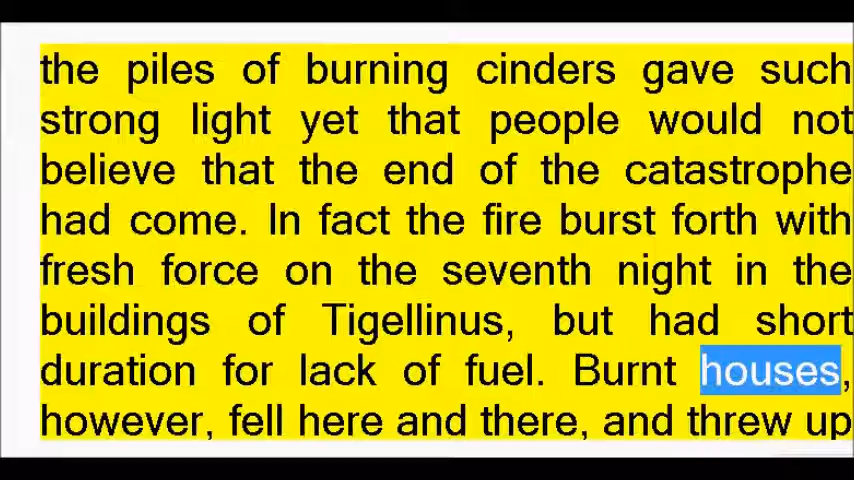 the piles of burning cinders gave such
strong light yet that people would not
believe that the end of the catastrophe
had come. In fact the fire burst forth with
fresh force on the seventh night in the
buildings of Tigellinus, but had short
duration for lack of fuel. Burnt houses,
however, fell here and there, and threw up